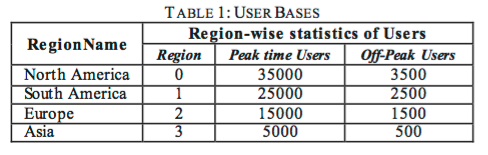 TABLE 1: USER BASES
RegionName Region-wise statistics of Users
Region Peak time Users Off-Peak Users
North America 0 35000 3500
South America 1 25000 2500
Europe 2 15000 1500
Asia 3 5000 500